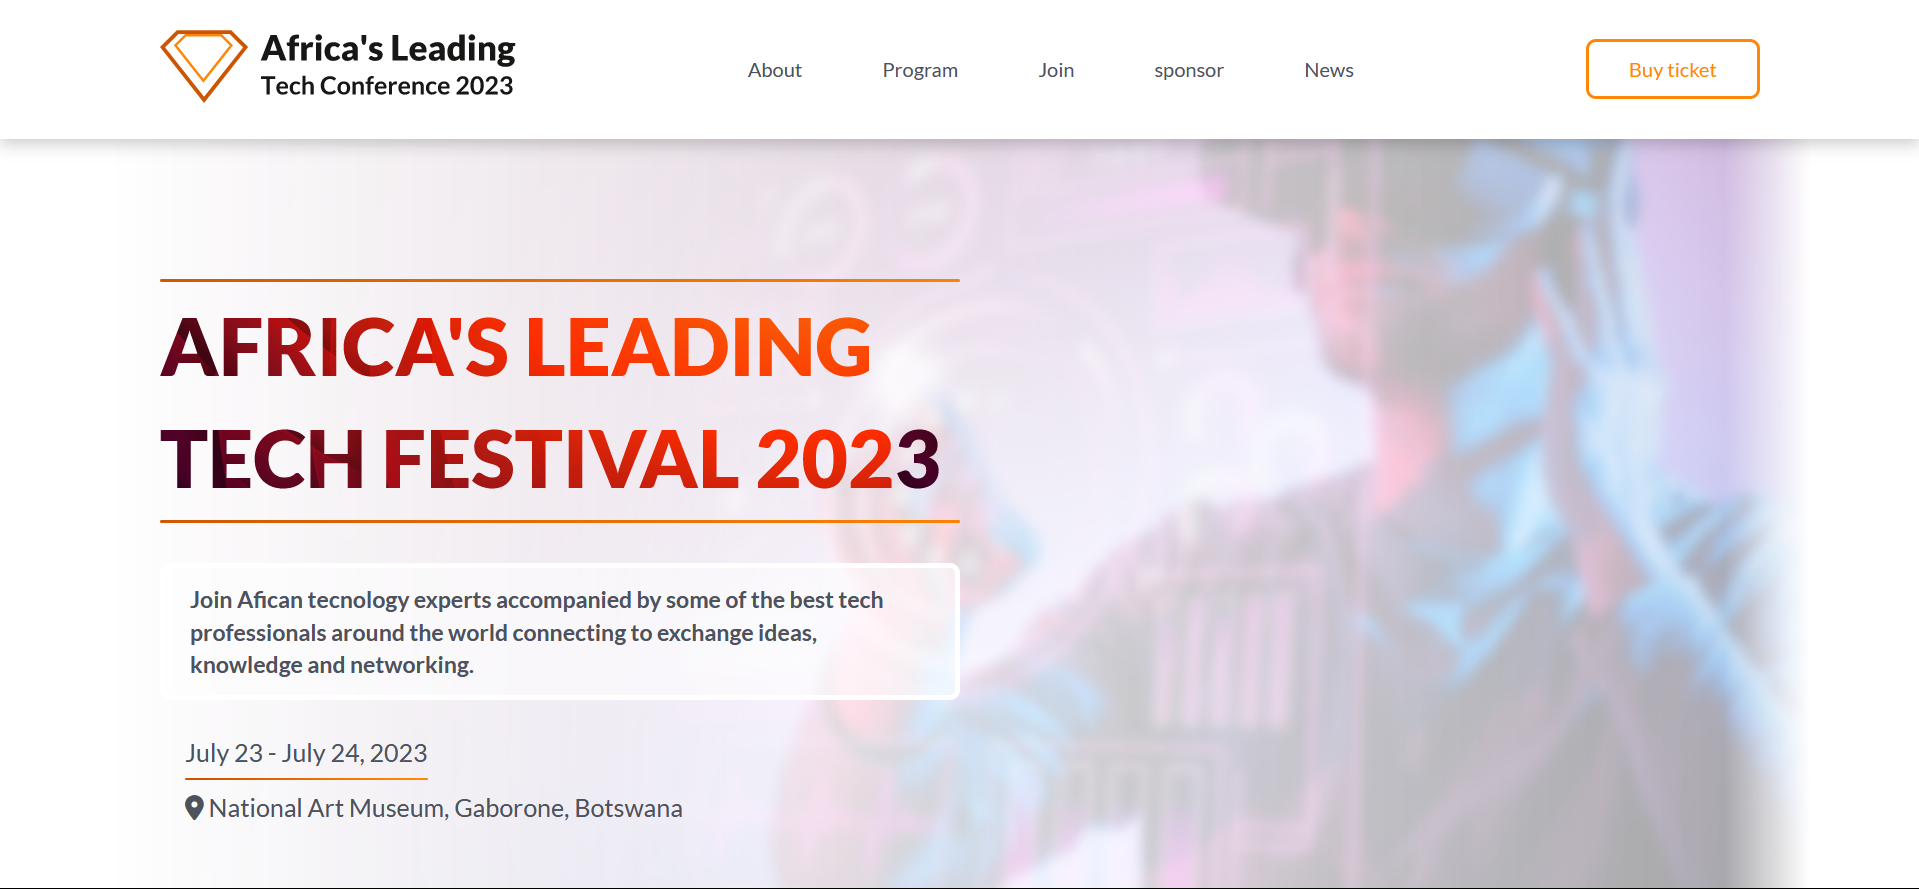 Africa's Leading
Tech Conference 2023
About
Program
Join
sponsor
News
Buy ticket
AFRICA'S LEADING
TECH FESTIVAL 2023
Join Afican tecnology experts accompanied by some of the best tech
professionals around the world connecting to exchange ideas,
knowledge and networking.
July 23 - July 24, 2023
National Art Museum, Gaborone, Botswana